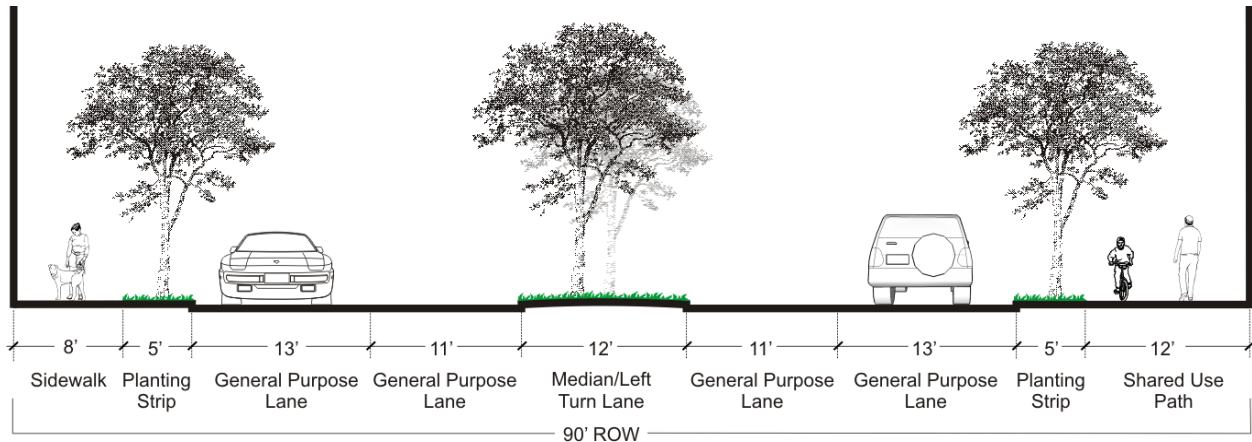 8’ 5’ 13’ 11’ 12’ 11’ 13’ 5’ 12’
Sidewalk Planting General Purpose General Purpose Median/Left General Purpose General Purpose Planting Shared Use
Strip Lane Lane Turn Lane Lane Lane Strip Path
90’ ROW